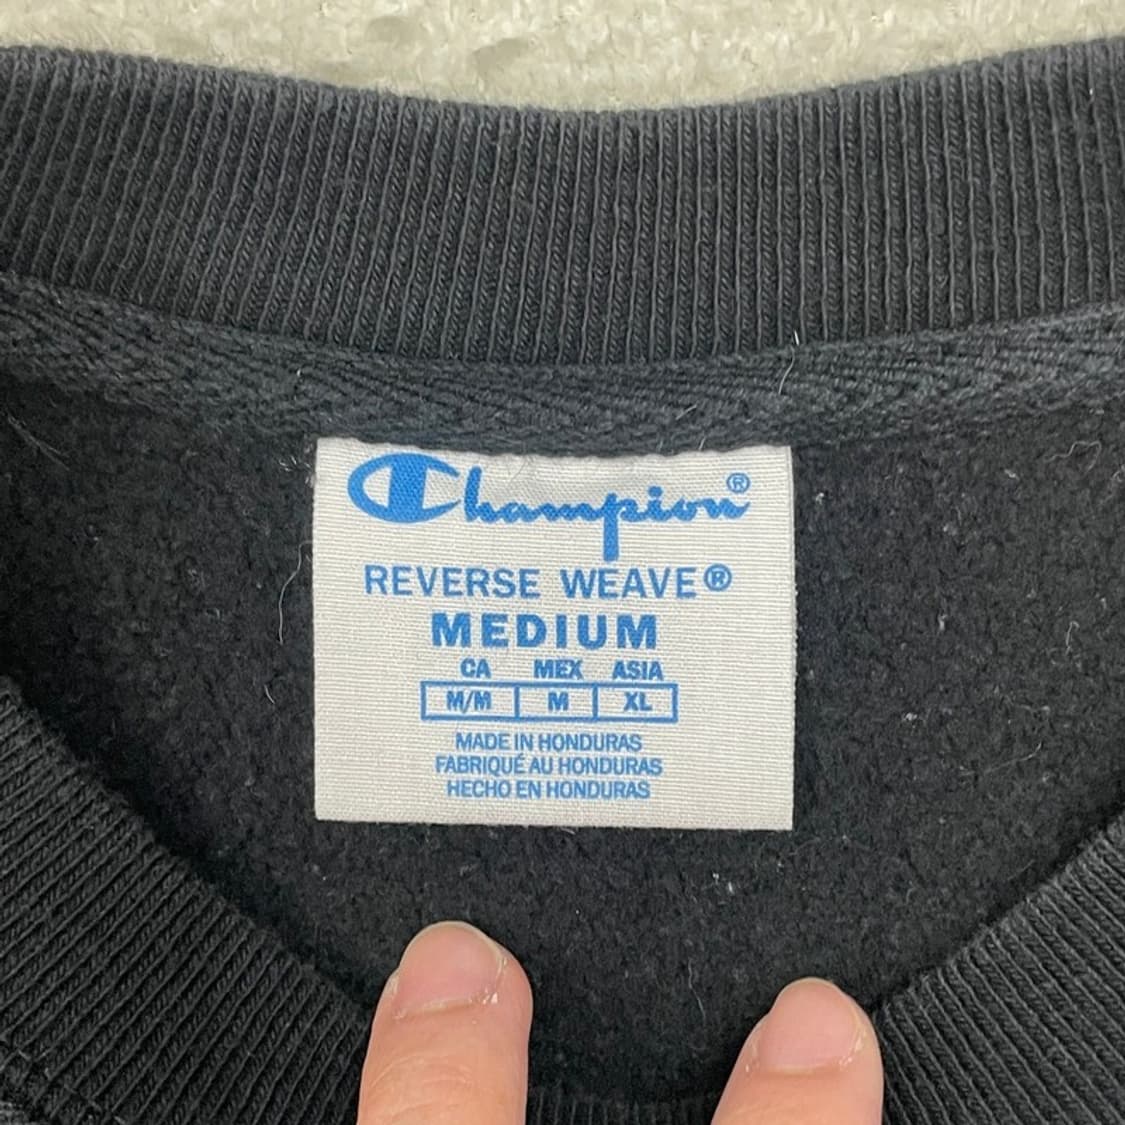 Champion®
REVERSE WEAVE®
MEDIUM
CA MEX ASIA
M/M M XL
MADE IN HONDURAS
FABRIQUÉ AU HONDURAS
HECHO EN HONDURAS